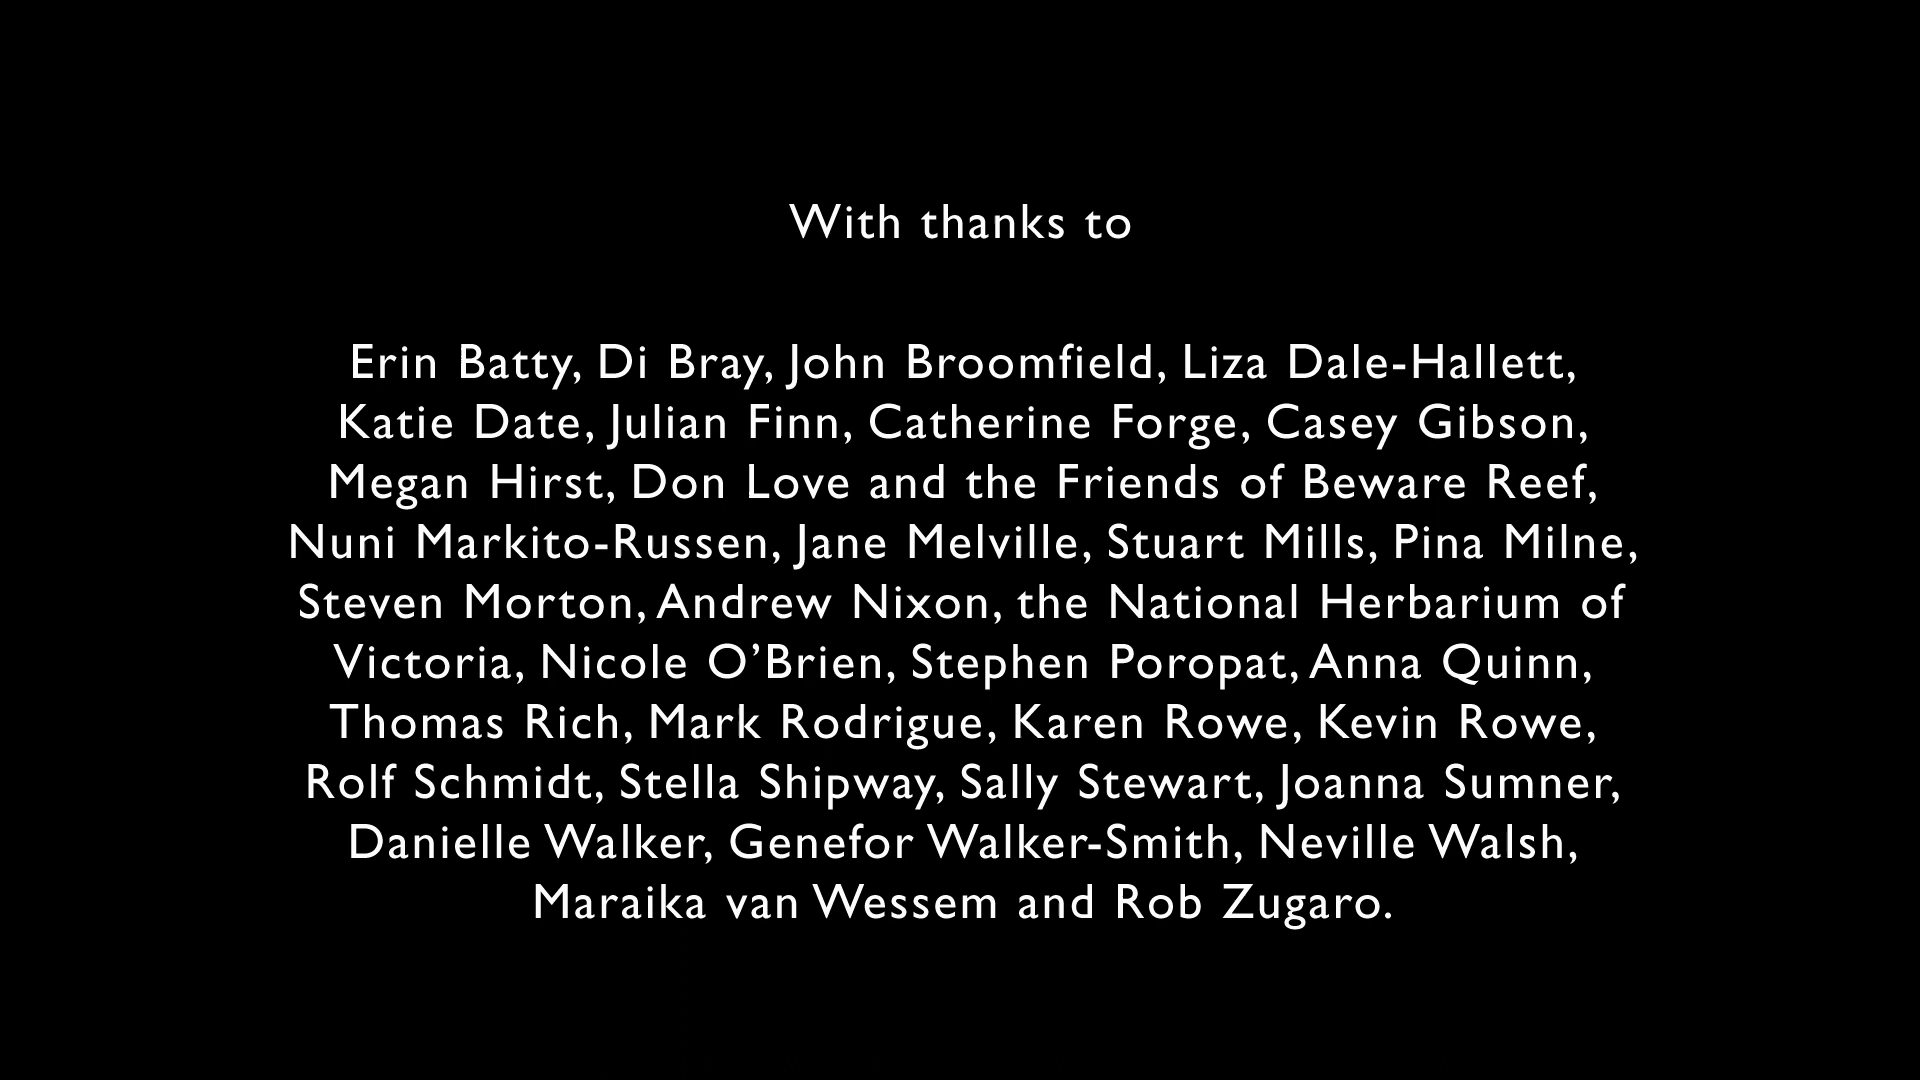 With thanks to
Erin Batty, Di Bray, John Broomfield, Liza Dale-Hallett,
Katie Date, Julian Finn, Catherine Forge, Casey Gibson,
Megan Hirst, Don Love and the Friends of Beware Reef,
Nuni Markito-Russen, Jane Melville, Stuart Mills, Pina Milne,
Steven Morton, Andrew Nixon, the National Herbarium of
Victoria, Nicole O’Brien, Stephen Poropat, Anna Quinn,
Thomas Rich, Mark Rodrigue, Karen Rowe, Kevin Rowe,
Rolf Schmidt, Stella Shipway, Sally Stewart, Joanna Sumner,
Danielle Walker, Genefor Walker-Smith, Neville Walsh,
Maraika van Wessem and Rob Zugaro.